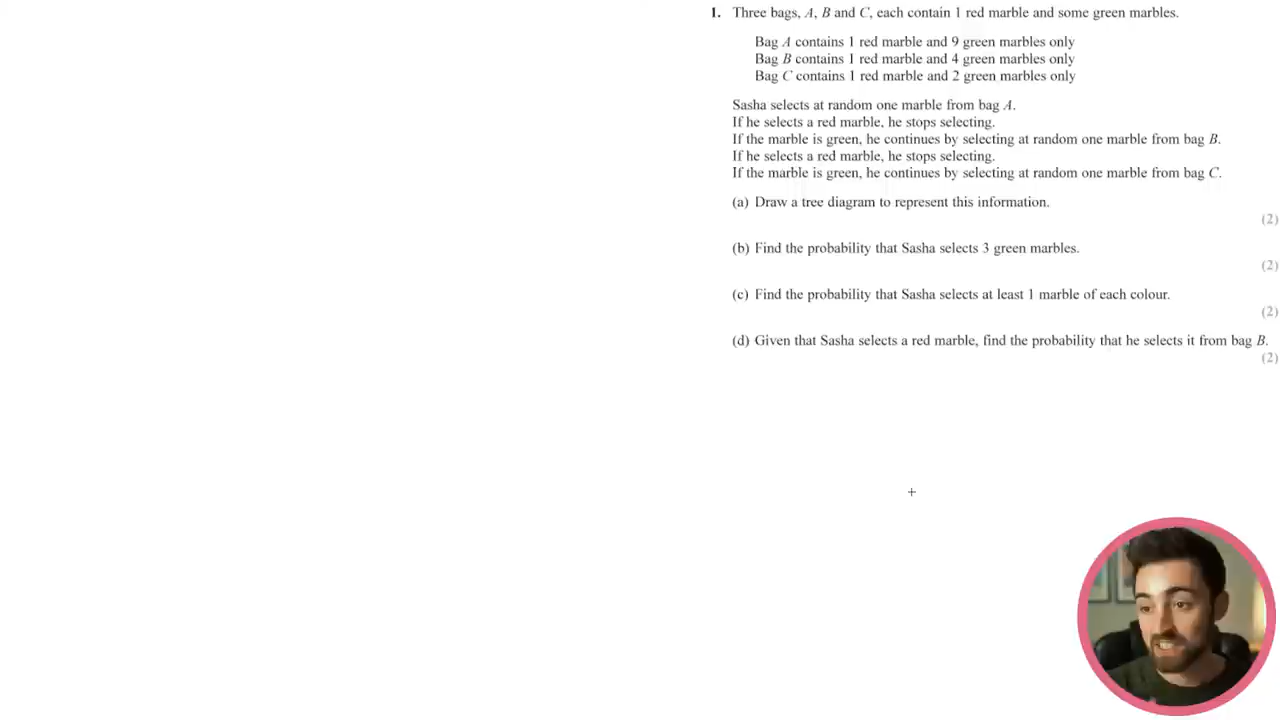 1. Three bags, A, B and C, each contain 1 red marble and some green marbles.
Bag A contains 1 red marble and 9 green marbles only
Bag B contains 1 red marble and 4 green marbles only
Bag C contains 1 red marble and 2 green marbles only
Sasha selects at random one marble from bag A.
If he selects a red marble, he stops selecting.
If the marble is green, he continues by selecting at random one marble from bag B.
If he selects a red marble, he stops selecting.
If the marble is green, he continues by selecting at random one marble from bag C.
(a) Draw a tree diagram to represent this information.
(2)
(b) Find the probability that Sasha selects 3 green marbles.
(2)
(c) Find the probability that Sasha selects at least 1 marble of each colour.
(2)
(d) Given that Sasha selects a red marble, find the probability that he selects it from bag B.
(2)